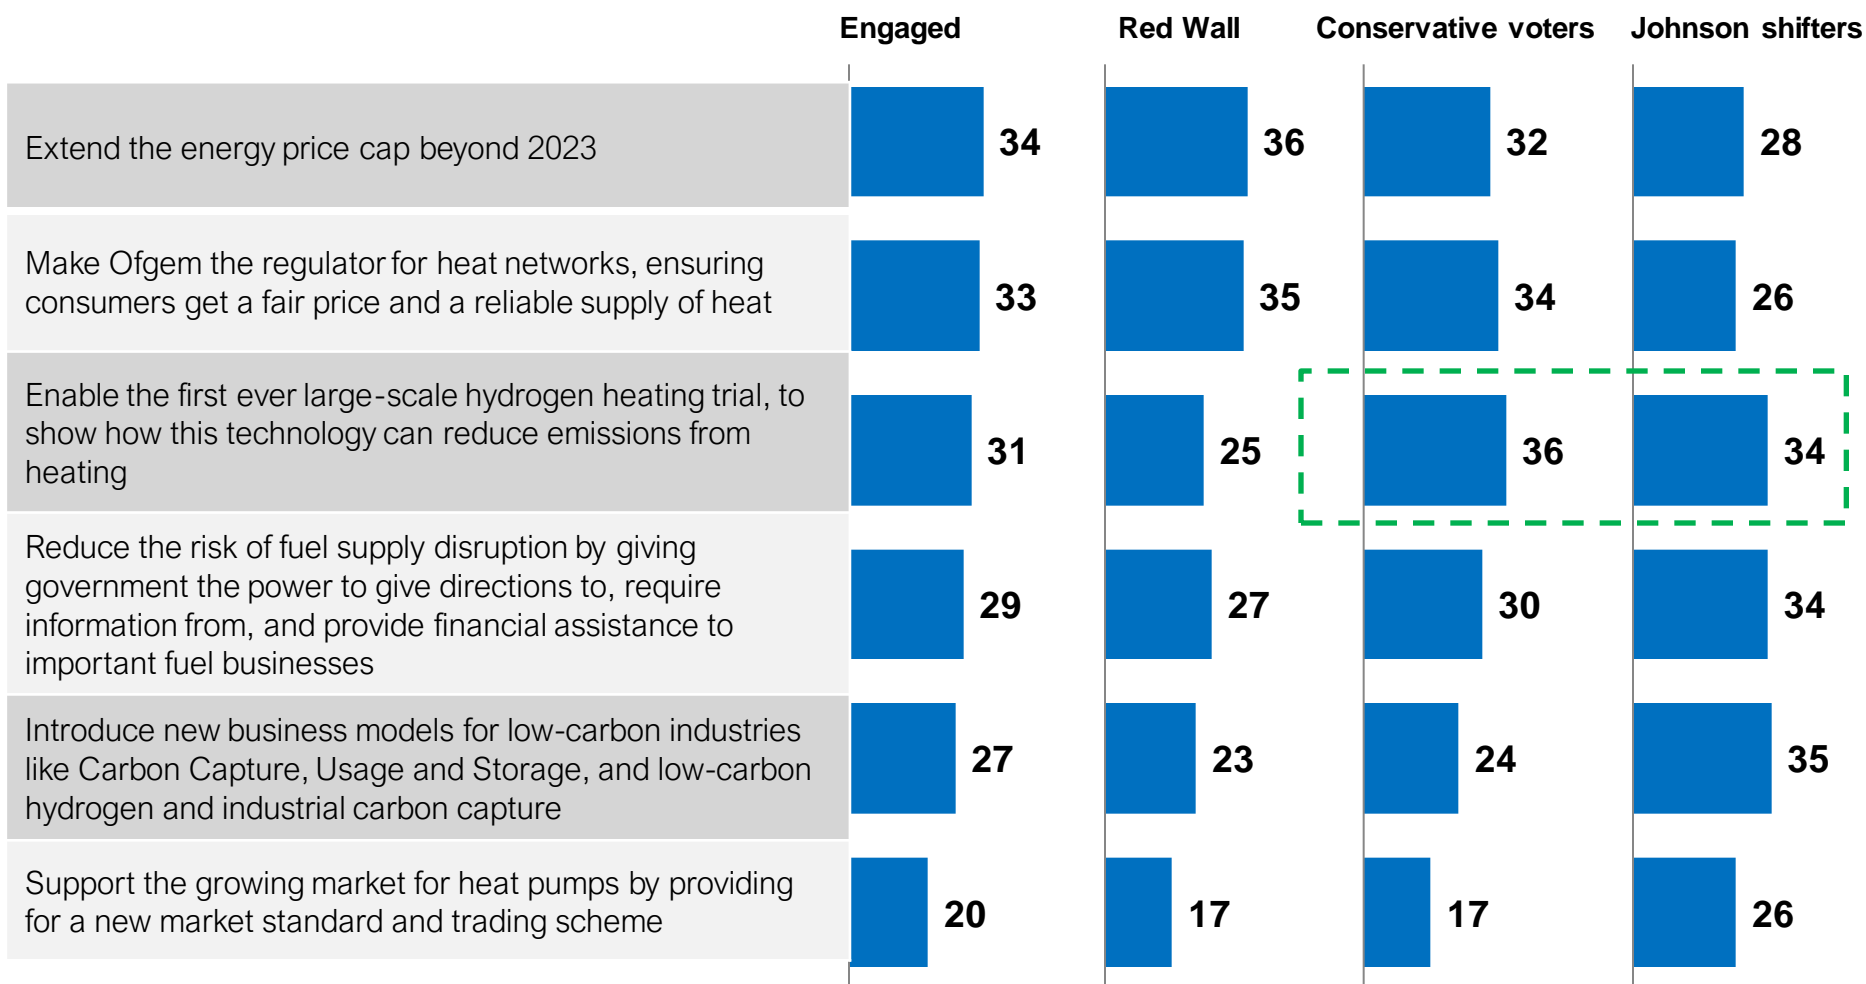 Engaged Red Wall Conservative voters Johnson shifters
Extend the energy price cap beyond 2023
34 36 32 28
Make Ofgem the regulator for heat networks, ensuring
consumers get a fair price and a reliable supply of heat
33 35 34 26
Enable the first ever large-scale hydrogen heating trial, to
show how this technology can reduce emissions from
heating
31 25 36 34
Reduce the risk of fuel supply disruption by giving
government the power to give directions to, require
information from, and provide financial assistance to
important fuel businesses
29 27 30 34
Introduce new business models for low-carbon industries
like Carbon Capture, Usage and Storage, and low-carbon
hydrogen and industrial carbon capture
27 23 24 35
Support the growing market for heat pumps by providing
for a new market standard and trading scheme
20 17 17 26